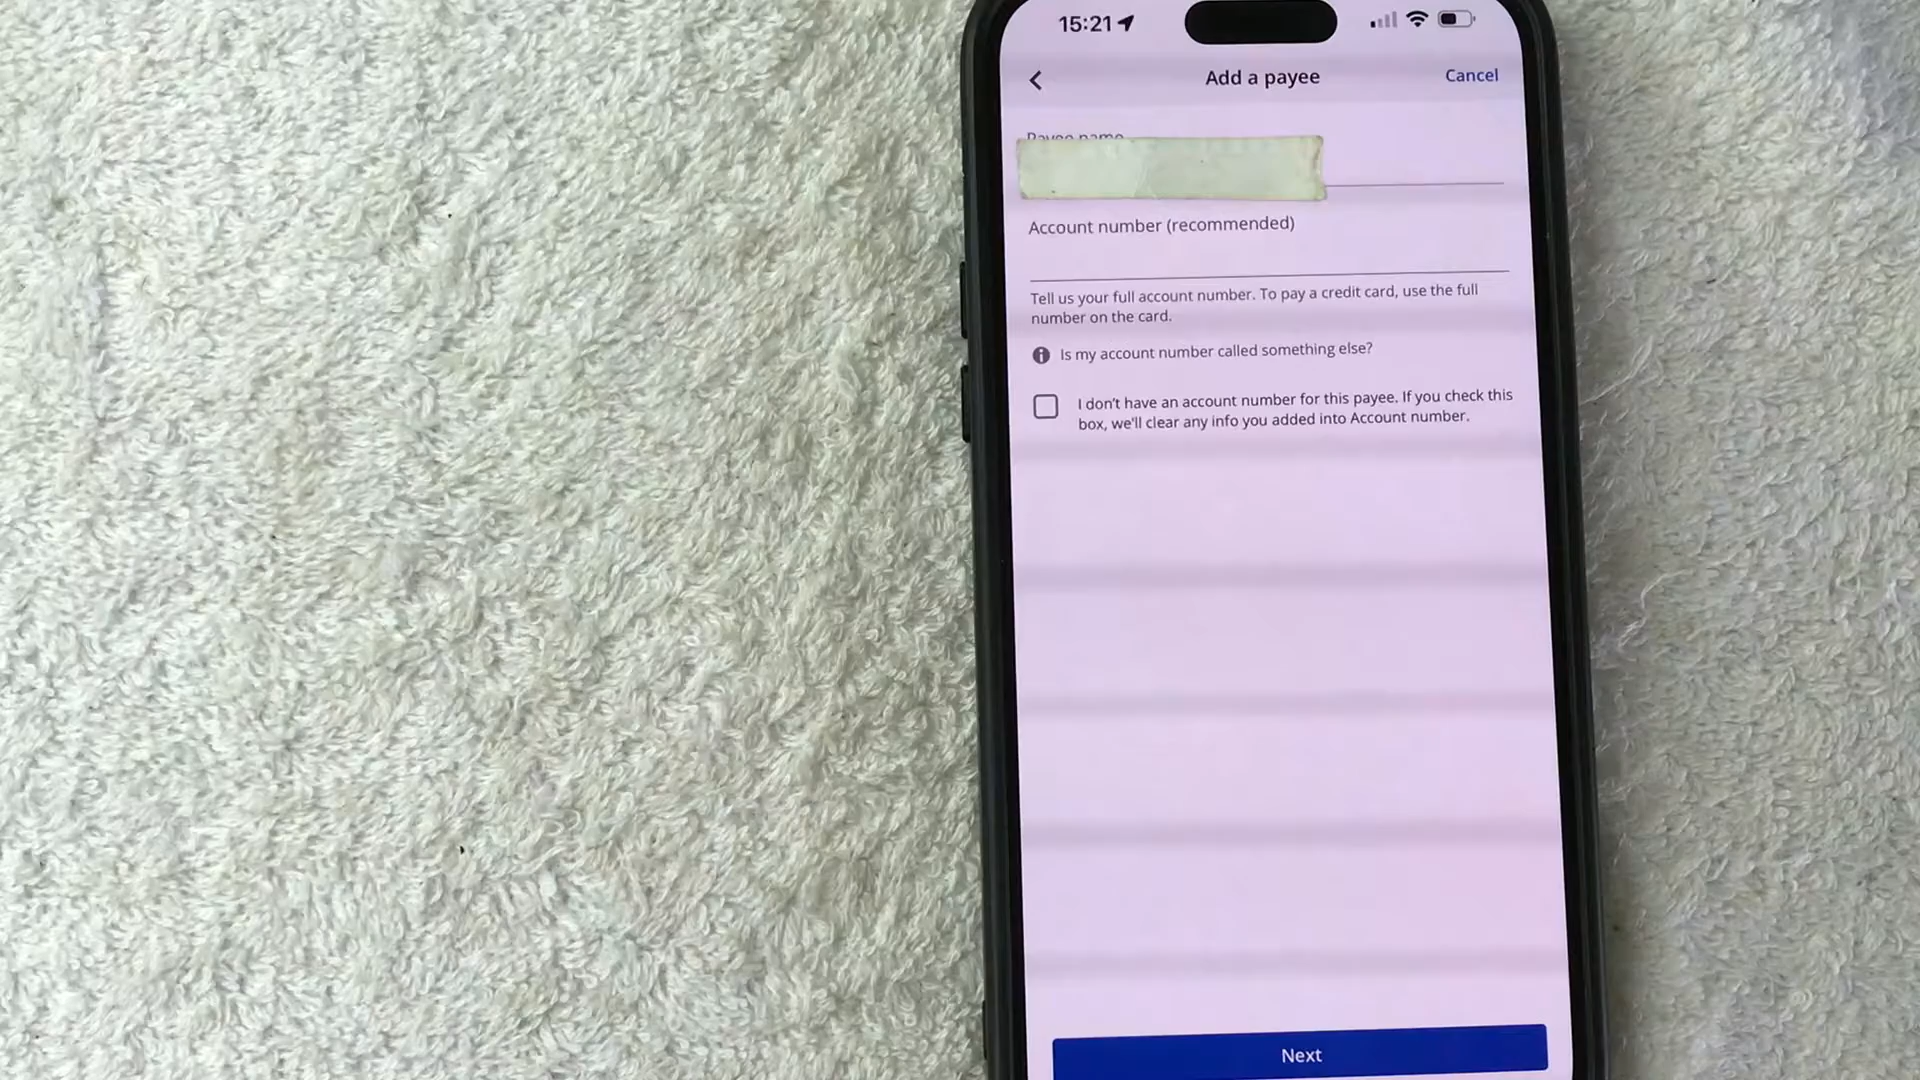 15:21
Add a payee
Cancel
Payee name
Account number (recommended)
Tell us your full account number. To pay a credit card, use the full
number on the card.
Is my account number called something else?
I don't have an account number for this payee. If you check this
box, we'll clear any info you added into Account number.
Next